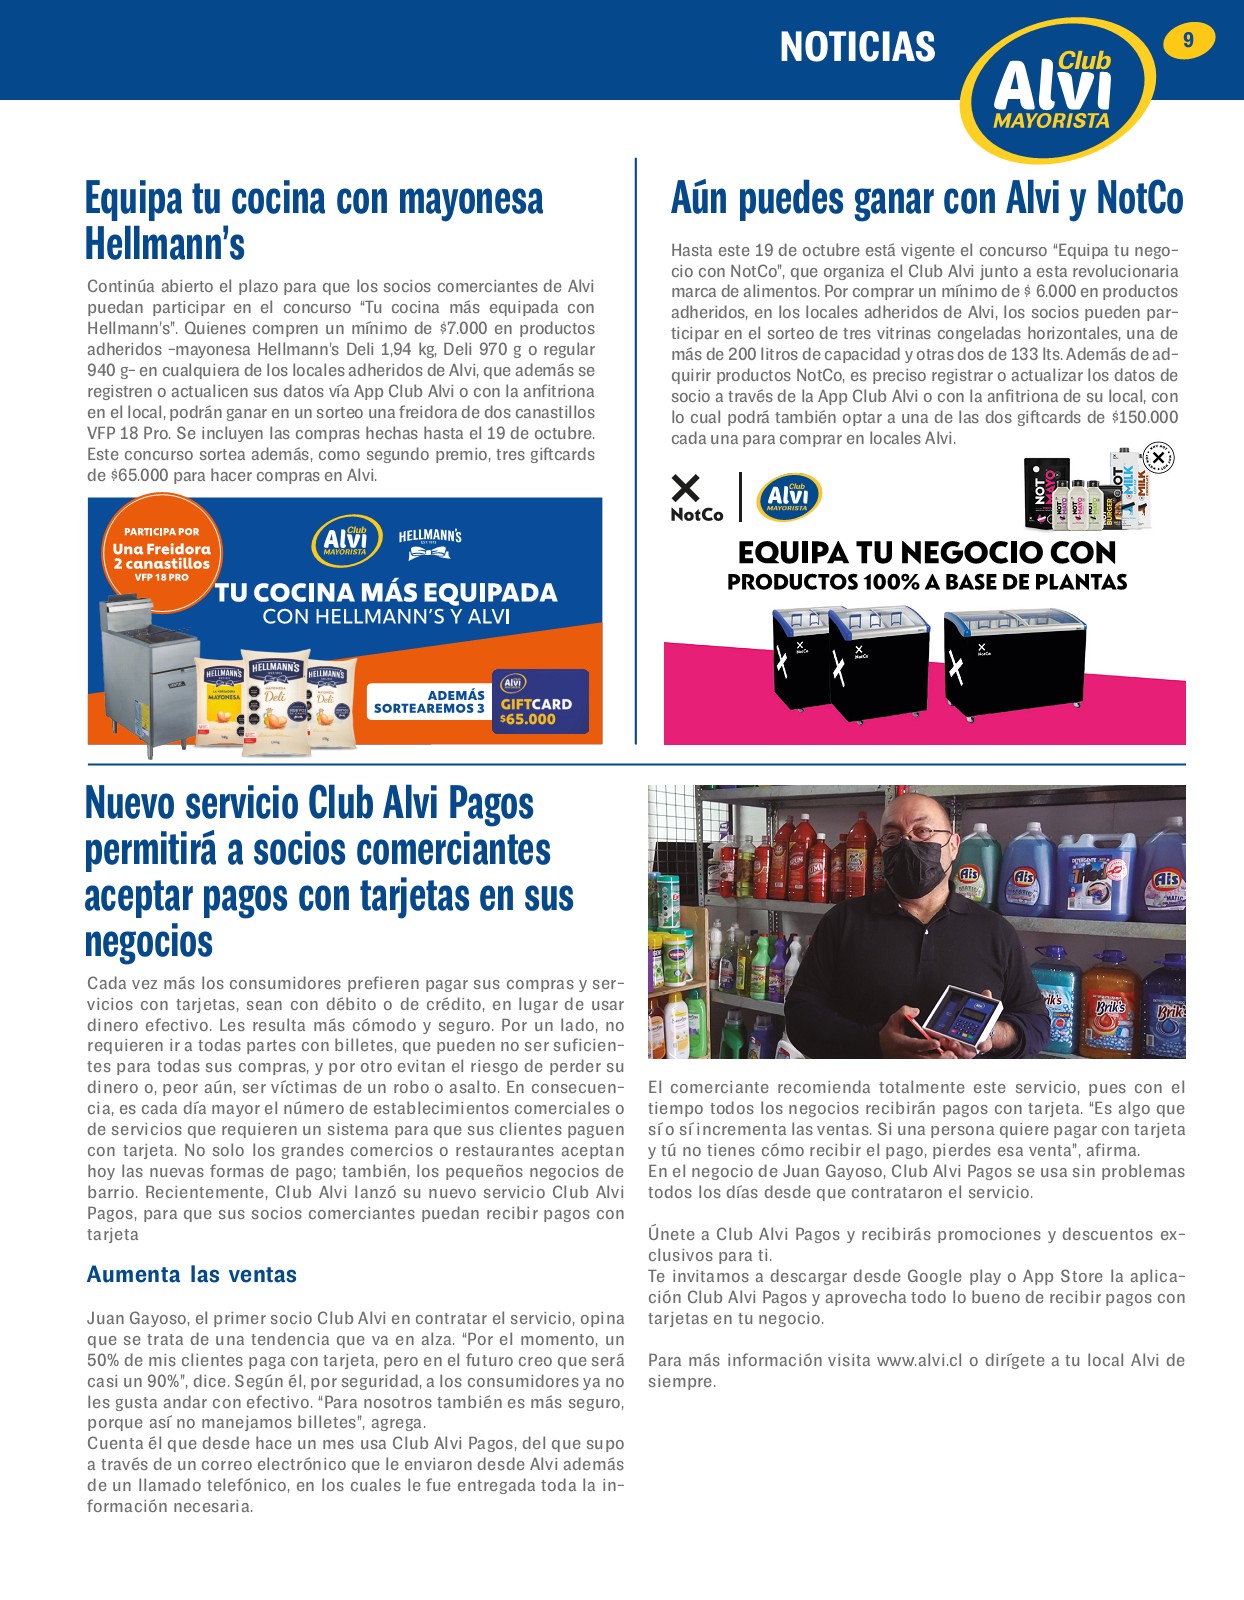 NOTICIAS
Club
Alvi
MAYORISTA
9
Equipa tu cocina con mayonesa
Hellmann's
Continúa abierto el plazo para que los socios comerciantes de Alvi
puedan participar en el concurso "Tu cocina más equipada con
Hellmann's". Quienes compren un mínimo de $7.000 en productos
adheridos -mayonesa Hellmann's Deli 1,94 kg, Deli 970 g o regular
940 g- en cualquiera de los locales adheridos de Alvi, que además se
registren o actualicen sus datos vía App Club Alvi o con la anfitriona
en el local, podrán ganar en un sorteo una freidora de dos canastillos
VFP 18 Pro. Se incluyen las compras hechas hasta el 19 de octubre.
Este concurso sortea además, como segundo premio, tres giftcards
de $65.000 para hacer compras en Alvi.
PARTICIPA POR
Una Freidora
2 canastillos
VFP 18 PRO
Club
Alvi
MAYORISTA
HELLMANN'S
TU COCINA MÁS EQUIPADA
CON HELLMANN'S Y ALVI
HELLMANN'S
MAYONESA
HELLMANN'S
Deli
HELLMANN'S
Deli
ADEMÁS
SORTEAREMOS 3
Alvi
GIFTCARD
$65.000
Aún puedes ganar con Alvi y NotCo
Hasta este 19 de octubre está vigente el concurso "Equipa tu nego-
cio con NotCo", que organiza el Club Alvi junto a esta revolucionaria
marca de alimentos. Por comprar un mínimo de $ 6.000 en productos
adheridos, en los locales adheridos de Alvi, los socios pueden par-
ticipar en el sorteo de tres vitrinas congeladas horizontales, una de
más de 200 litros de capacidad y otras dos de 133 lts. Además de ad-
quirir productos NotCo, es preciso registrar o actualizar los datos de
socio a través de la App Club Alvi o con la anfitriona de su local, con
lo cual podrá también optar a una de las dos giftcards de $150.000
cada una para comprar en locales Alvi.
NotCo
Club
Alvi
MAYORISTA
NOT
MAYO
NOT
BURGER
NOT
MILK
MILK
EQUIPA TU NEGOCIO CON
PRODUCTOS 100% A BASE DE PLANTAS
NotCo
NotCo
NotCo
Nuevo servicio Club Alvi Pagos
permitirá a socios comerciantes
aceptar pagos con tarjetas en sus
negocios
Cada vez más los consumidores prefieren pagar sus compras y ser-
vicios con tarjetas, sean con débito o de crédito, en lugar de usar
dinero efectivo. Les resulta más cómodo y seguro. Por un lado, no
requieren ir a todas partes con billetes, que pueden no ser suficien-
tes para todas sus compras, y por otro evitan el riesgo de perder su
dinero o, peor aún, ser víctimas de un robo o asalto. En consecuen-
cia, es cada día mayor el número de establecimientos comerciales o
de servicios que requieren un sistema para que sus clientes paguen
con tarjeta. No solo los grandes comercios o restaurantes aceptan
hoy las nuevas formas de pago; también, los pequeños negocios de
barrio. Recientemente, Club Alvi lanzó su nuevo servicio Club Alvi
Pagos, para que sus socios comerciantes puedan recibir pagos con
tarjeta
Aumenta las ventas
Juan Gayoso, el primer socio Club Alvi en contratar el servicio, opina
que se trata de una tendencia que va en alza. "Por el momento, un
50% de mis clientes paga con tarjeta, pero en el futuro creo que será
casi un 90%", dice. Según él, por seguridad, a los consumidores ya no
les gusta andar con efectivo. "Para nosotros también es más seguro,
porque así no manejamos billetes", agrega.
Cuenta él que desde hace un mes usa Club Alvi Pagos, del que supo
a través de un correo electrónico que le enviaron desde Alvi además
de un llamado telefónico, en los cuales le fue entregada toda la in-
formación necesaria.
Ais
DETERGENTE
Ais
Brik's
Brik's
El comerciante recomienda totalmente este servicio, pues con el
tiempo todos los negocios recibirán pagos con tarjeta. "Es algo que
sí o sí incrementa las ventas. Si una persona quiere pagar con tarjeta
y tú no tienes cómo recibir el pago, pierdes esa venta", afirma.
En el negocio de Juan Gayoso, Club Alvi Pagos se usa sin problemas
todos los días desde que contrataron el servicio.
Únete a Club Alvi Pagos y recibirás promociones y descuentos ex-
clusivos para ti.
Te invitamos a descargar desde Google play o App Store la aplica-
ción Club Alvi Pagos y aprovecha todo lo bueno de recibir pagos con
tarjetas en tu negocio.
Para más información visita www.alvi.cl o dirígete a tu local Alvi de
siempre.